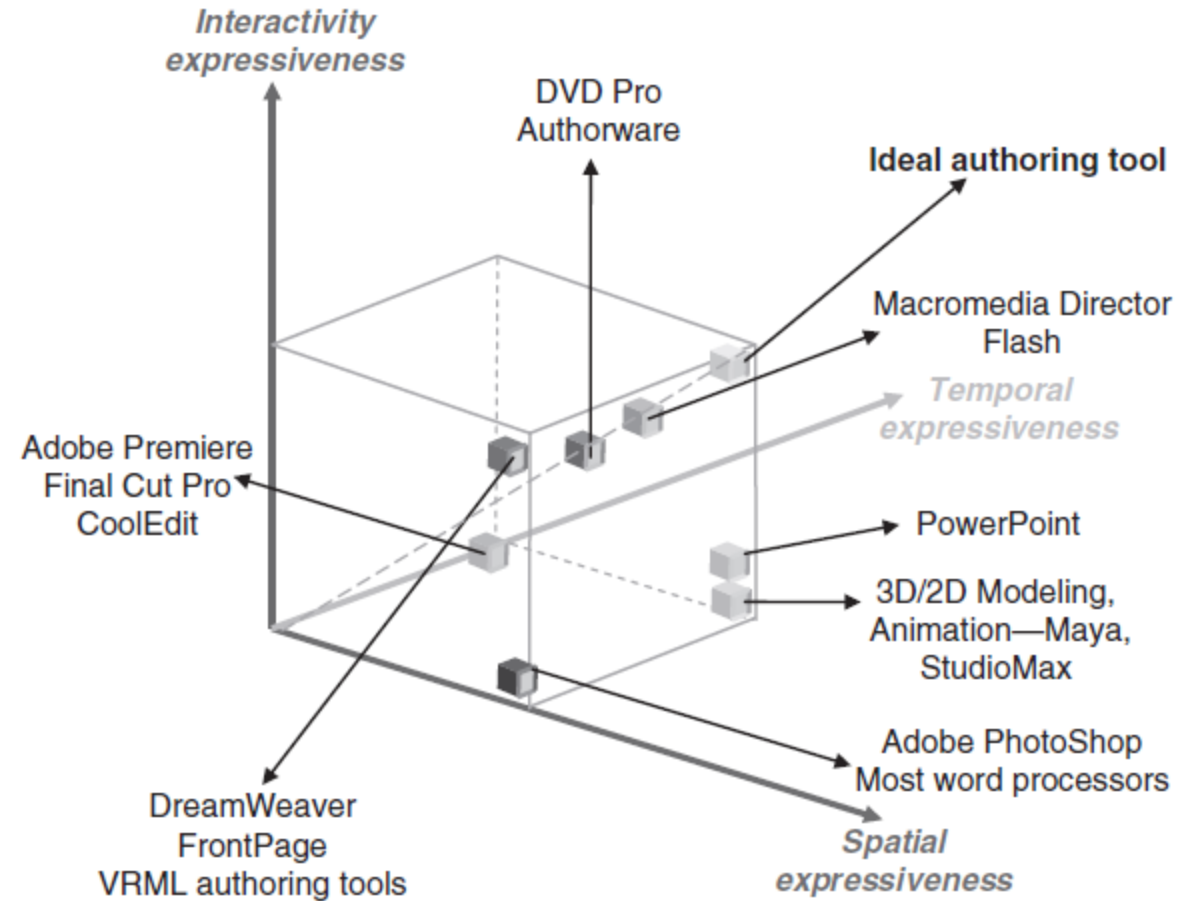 Interactivity
expressiveness
DVD Pro
Authorware
Ideal authoring tool
Macromedia Director
Flash
Temporal
expressiveness
Adobe Premiere
Final Cut Pro
CoolEdit
PowerPoint
3D/2D Modeling,
Animation—Maya,
StudioMax
Adobe PhotoShop
Most word processors
DreamWeaver
FrontPage
VRML authoring tools
Spatial
expressiveness